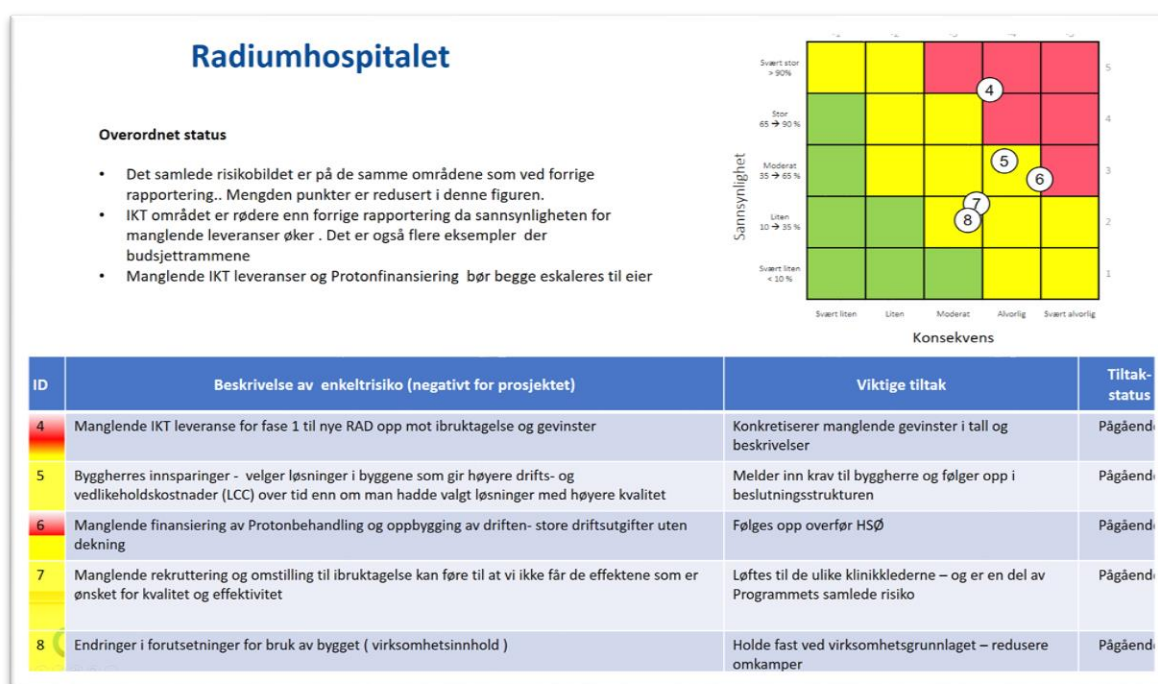 Radiumhospitalet
Overordnet status
• Det samlede risikobildet er på de samme områdene som ved forrige
rapportering.. Mengden punkter er redusert i denne figuren.
• IKT området er rødere enn forrige rapportering da sannsynligheten for
manglende leveranser øker . Det er også flere eksempler der
budsjettrammene
• Manglende IKT leveranser og Protonfinansiering bør begge eskaleres til eier
Sannsynlighet
Svært stor
> 90%
Stor
65 → 90 %
Moderat
35 → 65 %
Liten
10 → 35 %
Svært liten
< 10 %
4
5
6
7
8
5
4
3
2
1
Svært liten Liten Moderat Alvorlig Svært alvorlig
Konsekvens
ID Beskrivelse av enkeltrisiko (negativt for prosjektet) Viktige tiltak Tiltak-
status
4 Manglende IKT leveranse for fase 1 til nye RAD opp mot ibruktagelse og gevinster Konkretiserer manglende gevinster i tall og Pågående
beskrivelser
5 Byggherres innsparinger - velger løsninger i byggene som gir høyere drifts- og Melder inn krav til byggherre og følger opp i Pågående
vedlikeholdskostnader (LCC) over tid enn om man hadde valgt løsninger med høyere kvalitet beslutningsstrukturen
6 Manglende finansiering av Protonbehandling og oppbygging av driften- store driftsutgifter uten Følges opp overfør HSØ Pågående
dekning
7 Manglende rekruttering og omstilling til ibruktagelse kan føre til at vi ikke får de effektene som er Løftes til de ulike klinikklederne – og er en del av Pågående
ønsket for kvalitet og effektivitet Programmets samlede risiko
8 Endringer i forutsetninger for bruk av bygget ( virksomhetsinnhold ) Holde fast ved virksomhetsgrunnlaget – redusere Pågående
omkamper